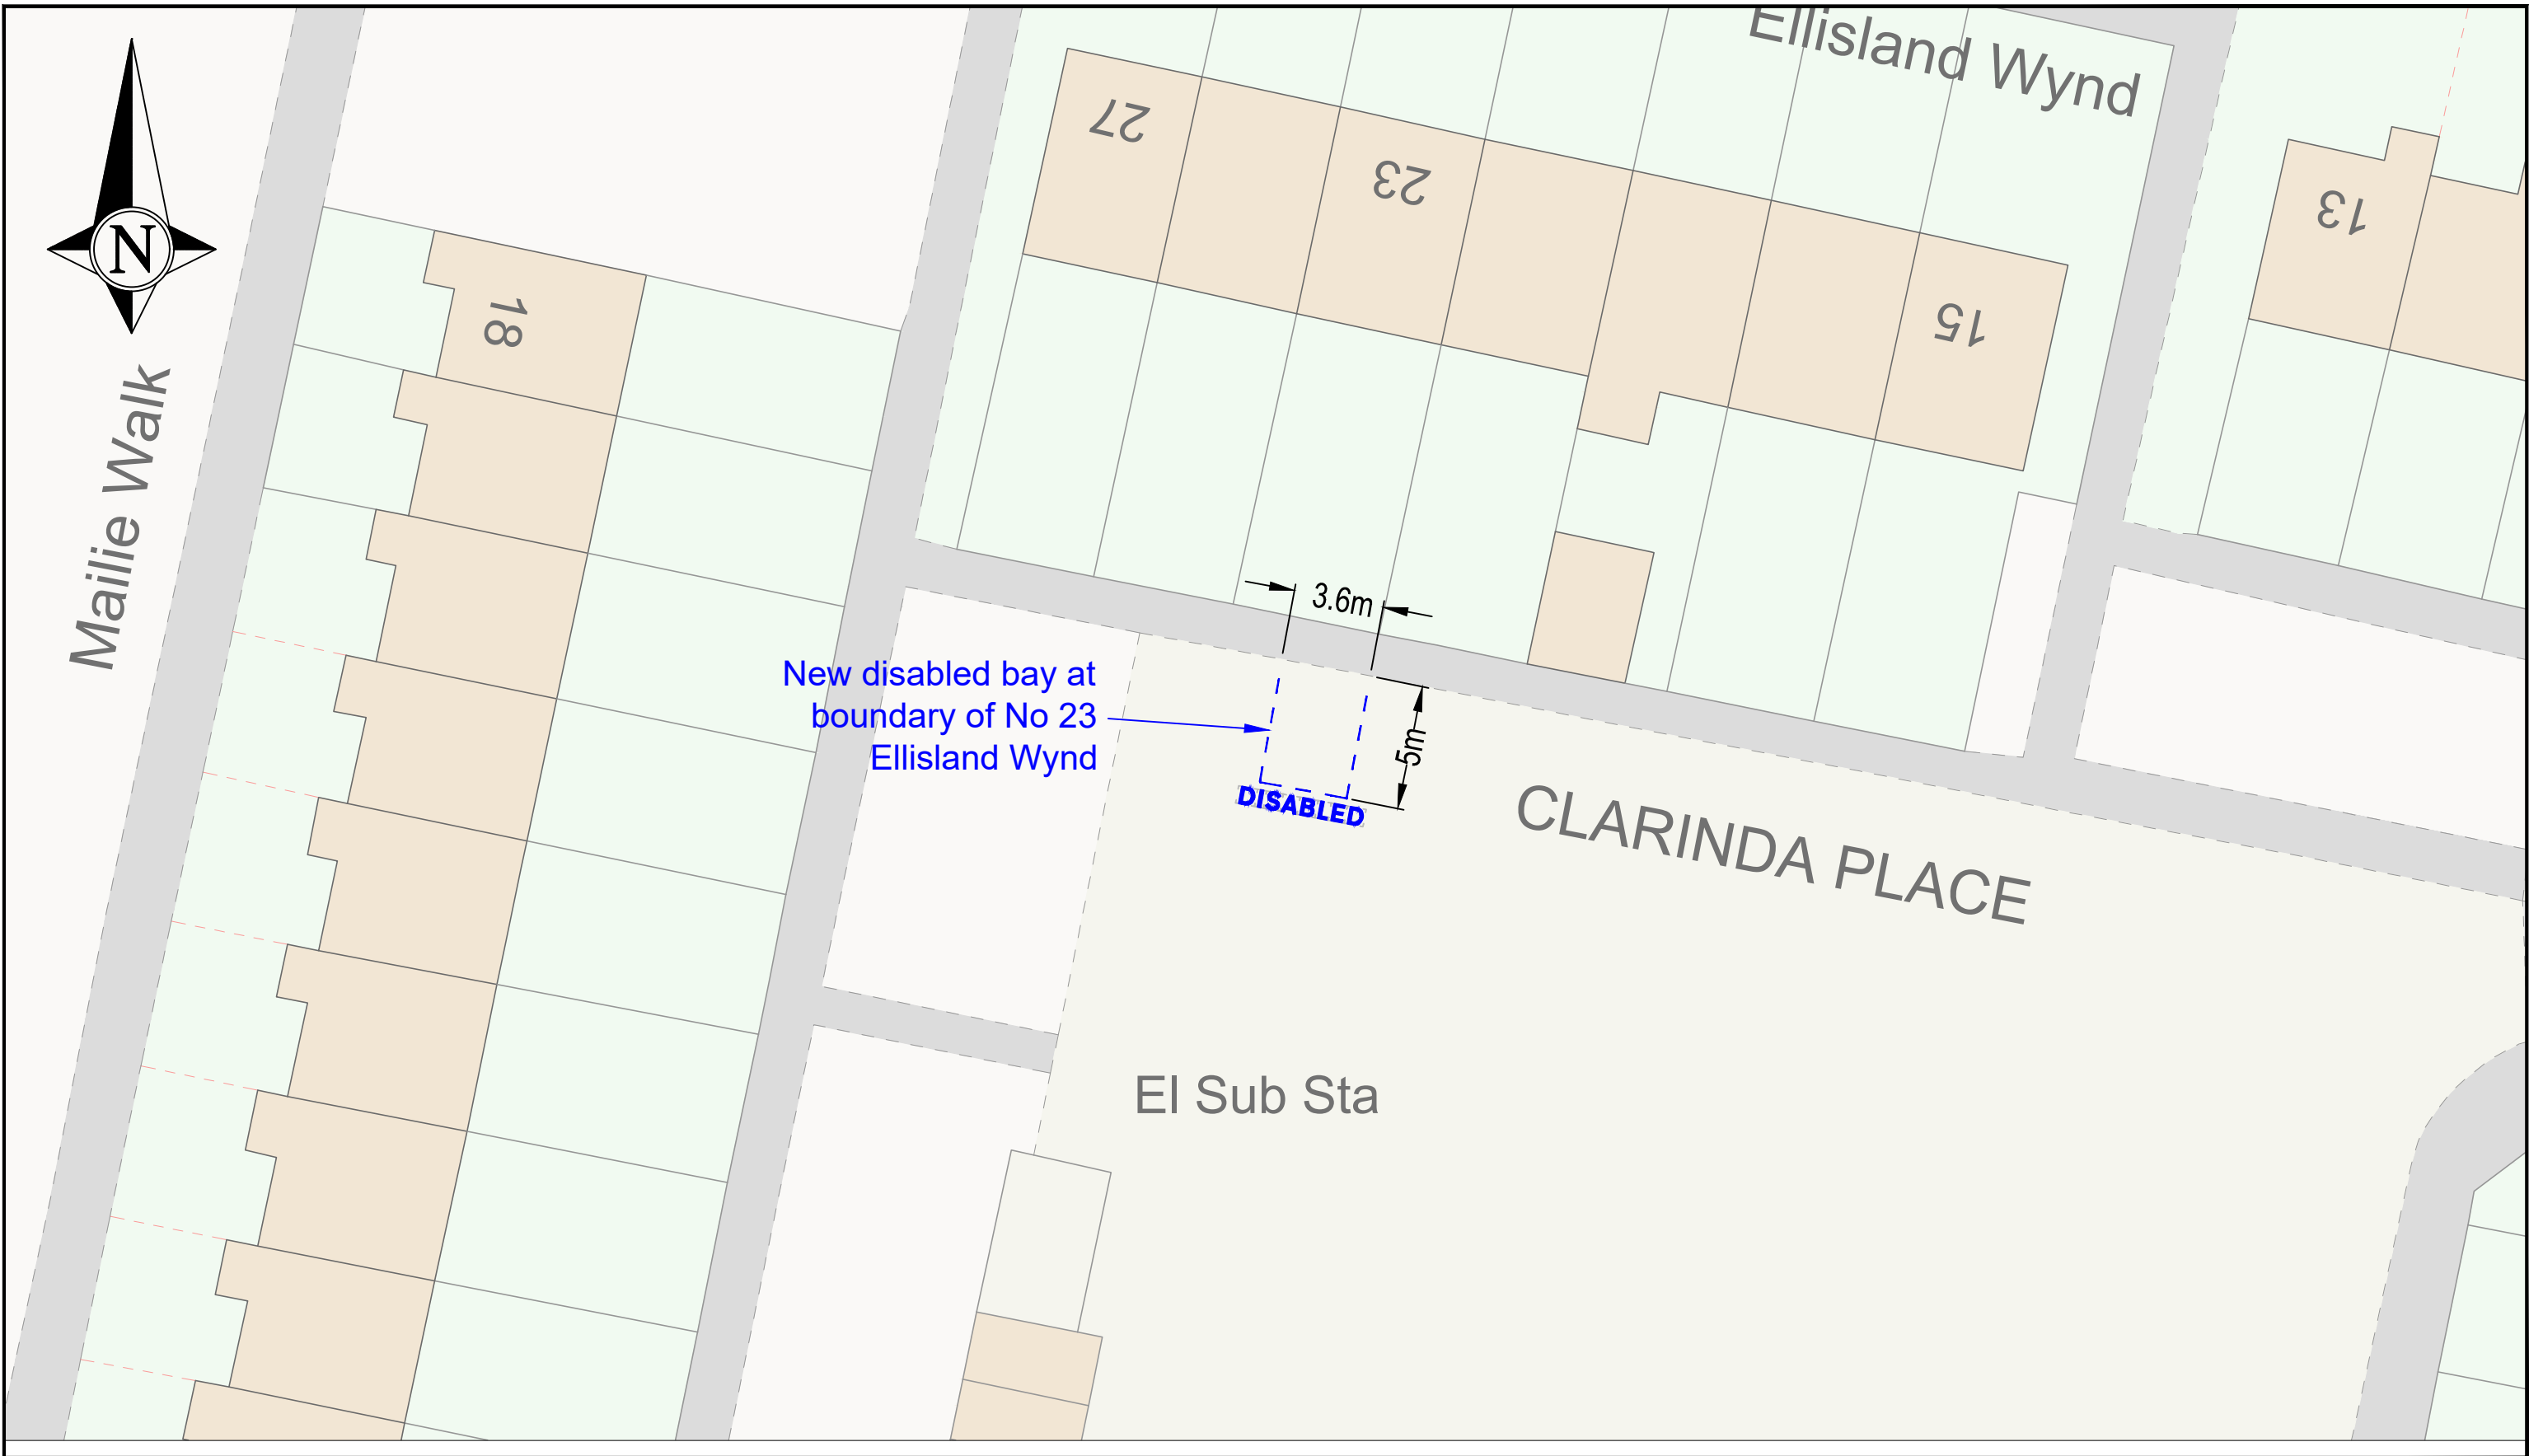 Ellisland Wynd
N
27
23
13
18
15
Mailie Walk
3.6m
New disabled bay at
boundary of No 23
Ellisland Wynd
5m
DISABLED
CLARINDA PLACE
El Sub Sta